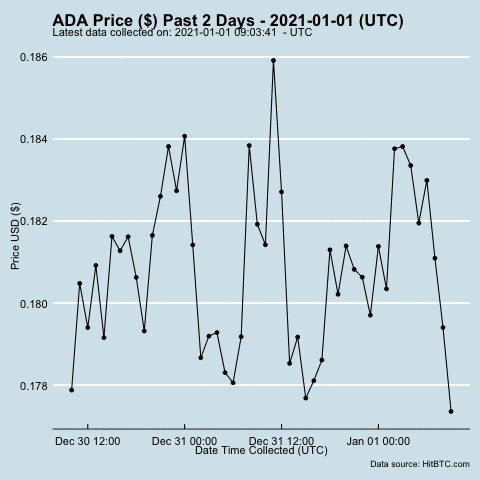 ADA Price ($) Past 2 Days - 2021-01-01 (UTC)
Latest data collected on: 2021-01-01 09:03:41 - UTC
0.186
0.184
0.182
0.180
0.178
Price USD ($)
Dec 30 12:00 Dec 31 00:00 Dec 31 12:00 Jan 01 00:00
Date Time Collected (UTC)
Data source: HitBTC.com